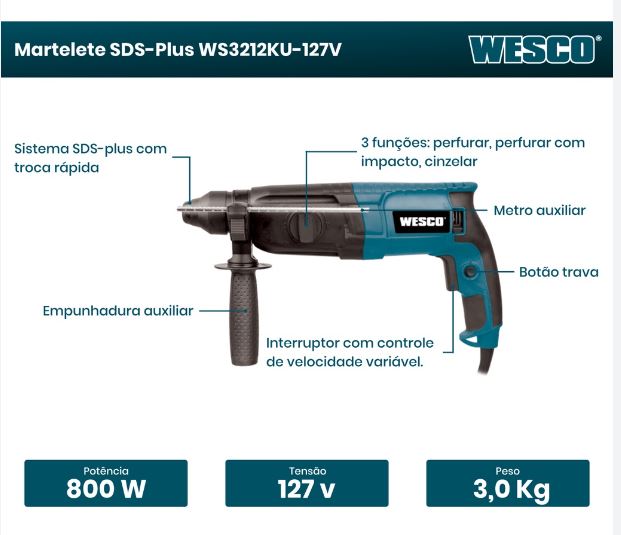 Martelete SDS-Plus WS3212KU-127V
WESCO®
Sistema SDS-plus com
troca rápida
3 funções: perfurar, perfurar com
impacto, cinzelar
WESCO
Metro auxiliar
Botão trava
Empunhadura auxiliar
Interruptor com controle
de velocidade variável.
Potência
800 W
Tensão
127 v
Peso
3,0 Kg